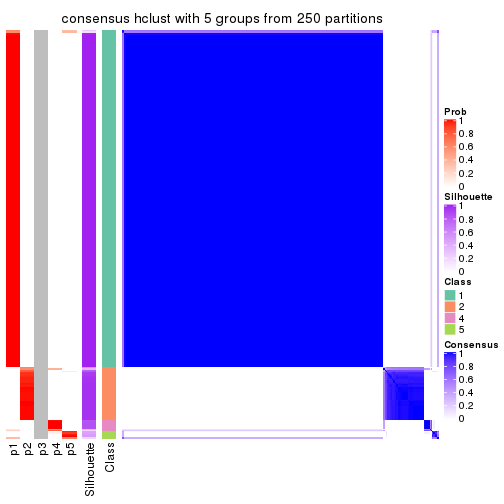 consensus hclust with 5 groups from 250 partitions
Prob
1
0.8
0.6
0.4
0.2
0
Silhouette
1
0.8
0.6
0.4
0.2
0
Class
1
2
4
5
Consensus
1
0.8
0.6
0.4
0.2
0
p1
p2
p3
p4
p5
Silhouette
Class